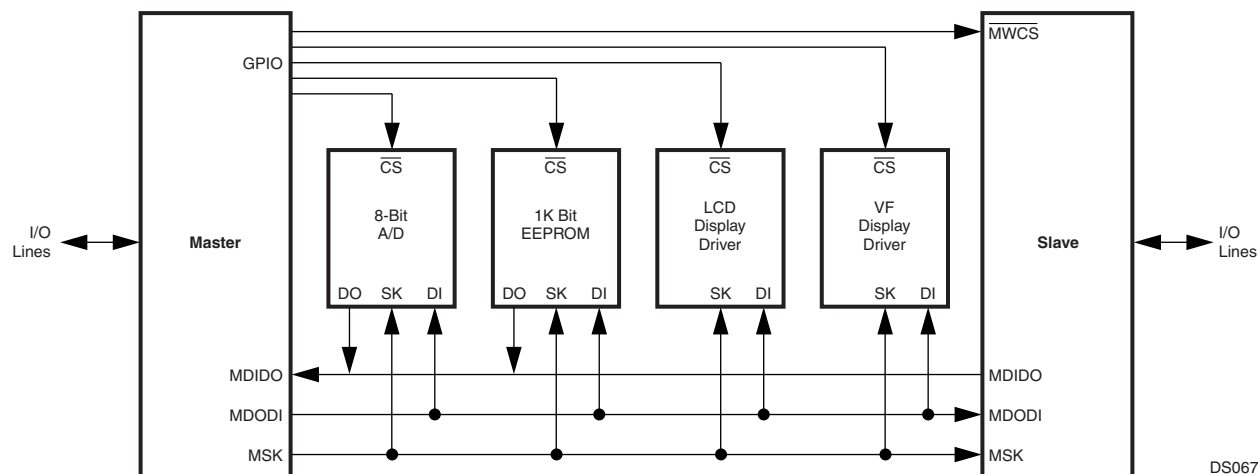 MWCS
GPIO
CS
CS
CS
CS
8-Bit
A/D
1K Bit
EEPROM
LCD
Display
Driver
VF
Display
Driver
I/O
Lines
Master
Slave
I/O
Lines
DO SK DI
DO SK DI
SK DI
SK DI
MDIDO
MDIDO
MDODI
MDODI
MSK
MSK
DS067